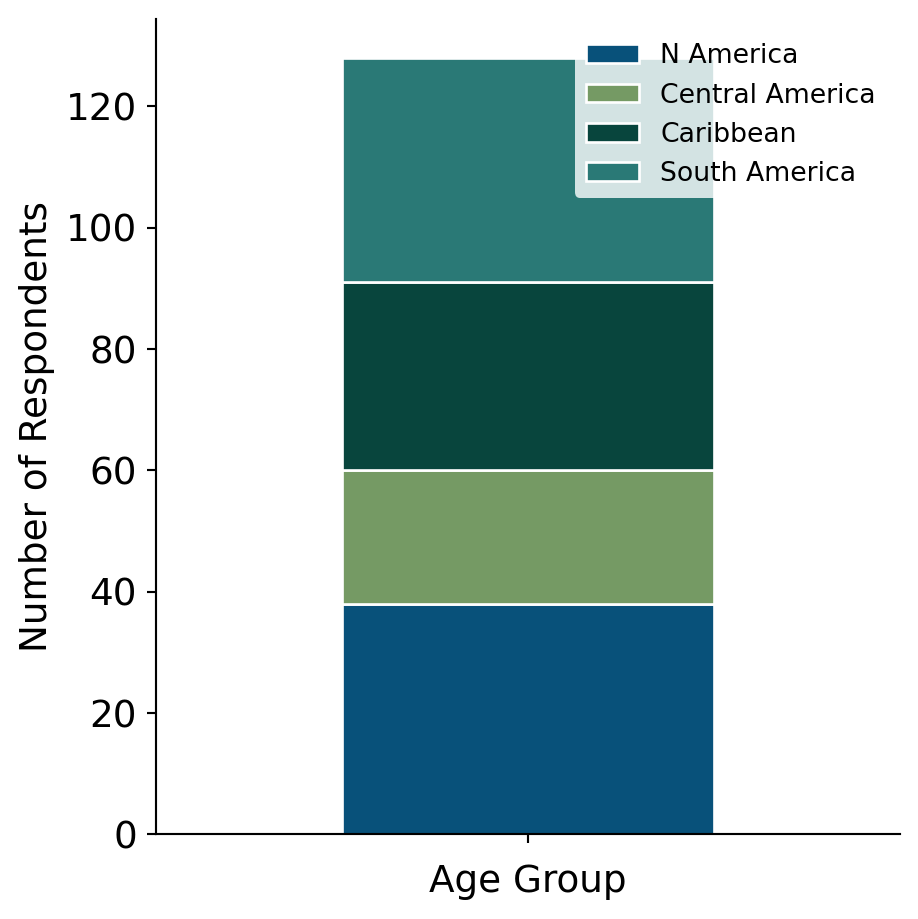 N America
Central America
Caribbean
South America
120
100
80
60
40
20
0
Number of Respondents
Age Group